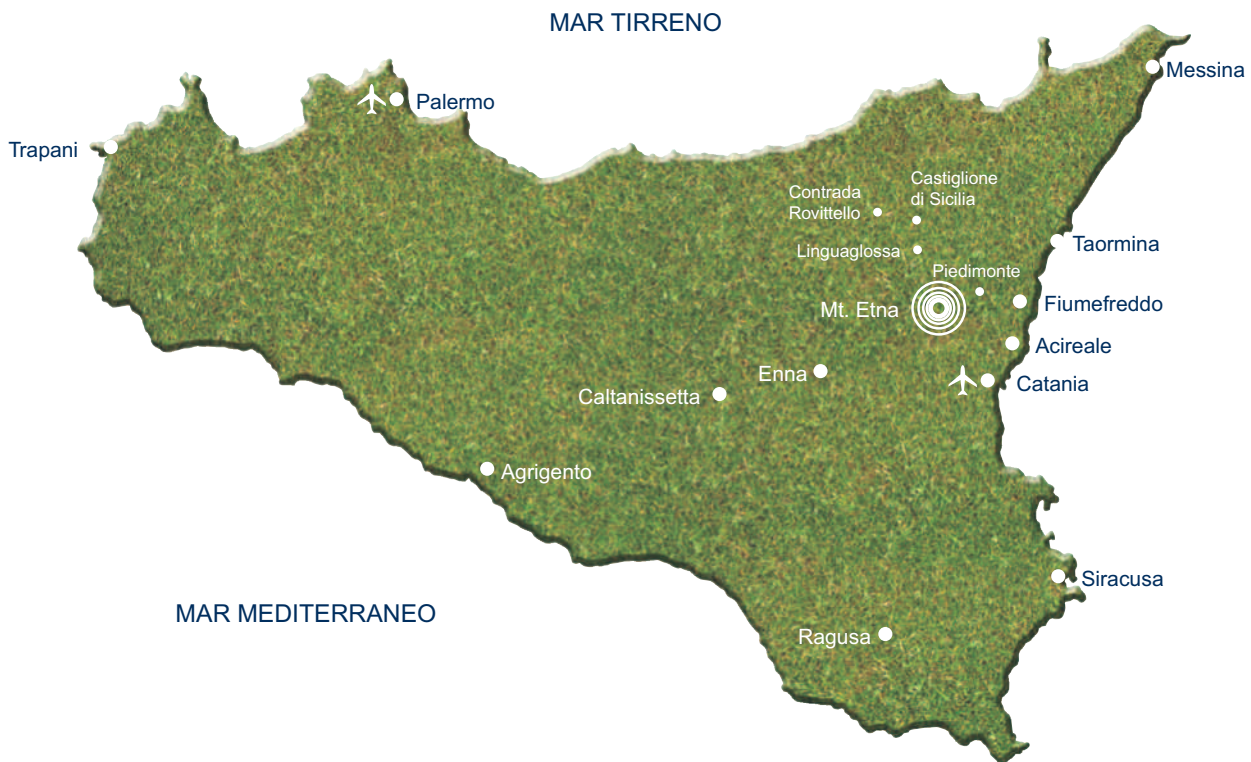 MAR TIRRENO
Messina
Palermo
Trapani
Castiglione
di Sicilia
Contrada
Rovittello
Taormina
Linguaglossa
Piedimonte
Fiumefreddo
Mt. Etna
Acireale
Enna
Catania
Caltanissetta
Agrigento
Siracusa
MAR MEDITERRANEO
Ragusa